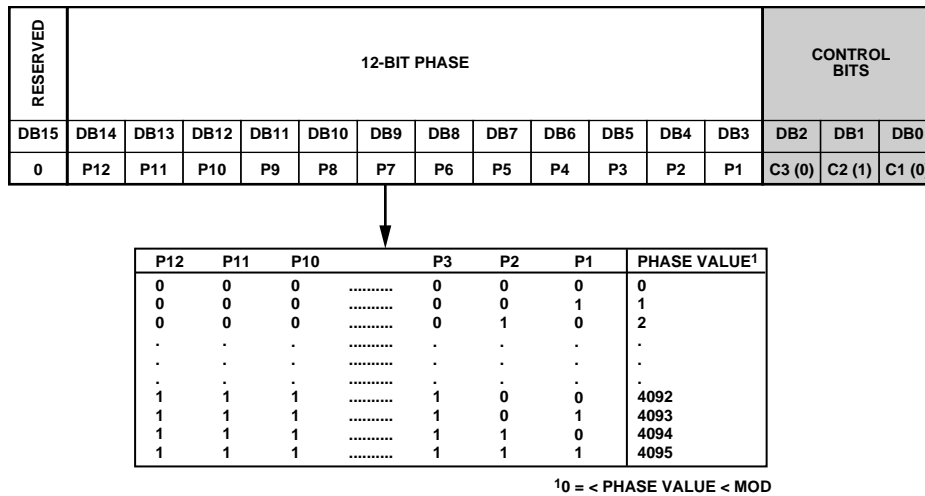 RESERVED
12-BIT PHASE
CONTROL
BITS
DB15 DB14 DB13 DB12 DB11 DB10 DB9 DB8 DB7 DB6 DB5 DB4 DB3 DB2 DB1 DB0
0 P12 P11 P10 P9 P8 P7 P6 P5 P4 P3 P2 P1 C3 (0) C2 (1) C1 (0
P12 P11 P10 P3 P2 P1 PHASE VALUE¹
0 0 0 .......... 0 0 0 0
0 0 0 .......... 0 0 1 1
0 0 0 .......... 0 1 0 2
. . . .......... . . . .
. . . .......... . . . .
. . . .......... . . . .
1 1 1 .......... 1 0 0 4092
1 1 1 .......... 1 0 1 4093
1 1 1 .......... 1 1 0 4094
1 1 1 .......... 1 1 1 4095
¹0 = < PHASE VALUE < MOD